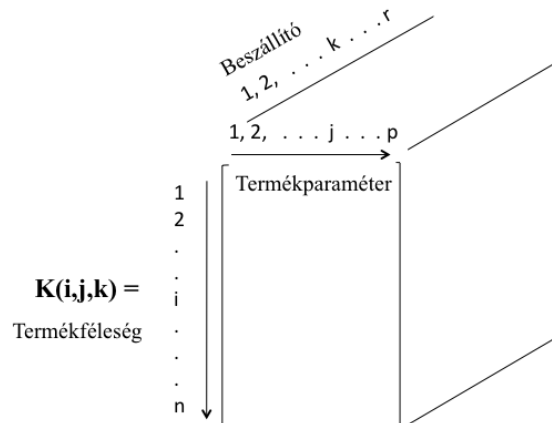 Beszállító
1, 2, . . . k . . . r
1, 2, . . . j . . . p
Termékparaméter
1
2
.
.
i
.
.
.
n
K(i,j,k) =
Termékféleség